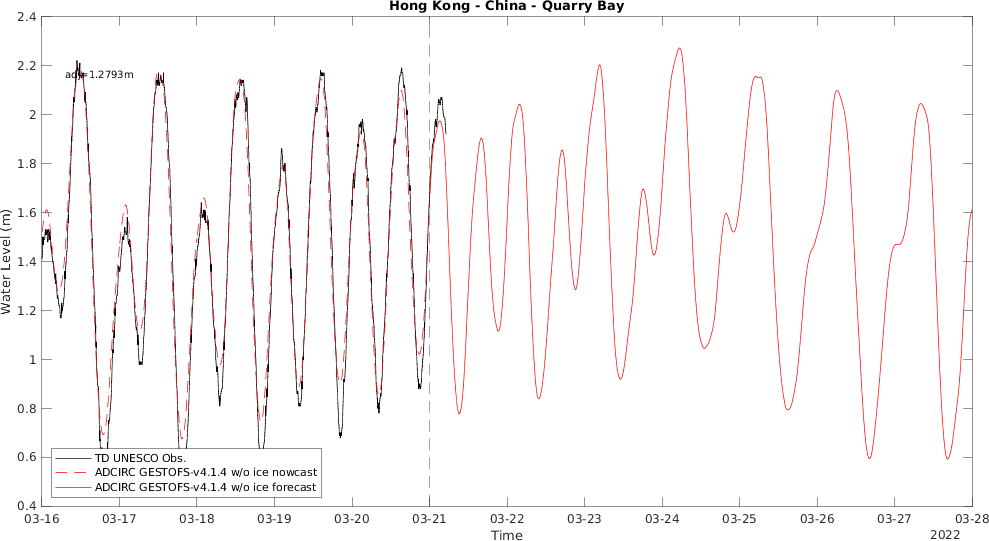 Hong Kong - China - Quarry Bay
2.4
2.2
2
1.8
1.6
1.4
1.2
1
0.8
0.6
0.4
Water Level (m)
=1.2793m
TD UNESCO Obs.
ADCIRC GESTOFS-v4.1.4 w/o ice nowcast
ADCIRC GESTOFS-v4.1.4 w/o ice forecast
03-16 03-17 03-18 03-19 03-20 03-21 03-22 03-23 03-24 03-25 03-26 03-27 03-28
Time
2022